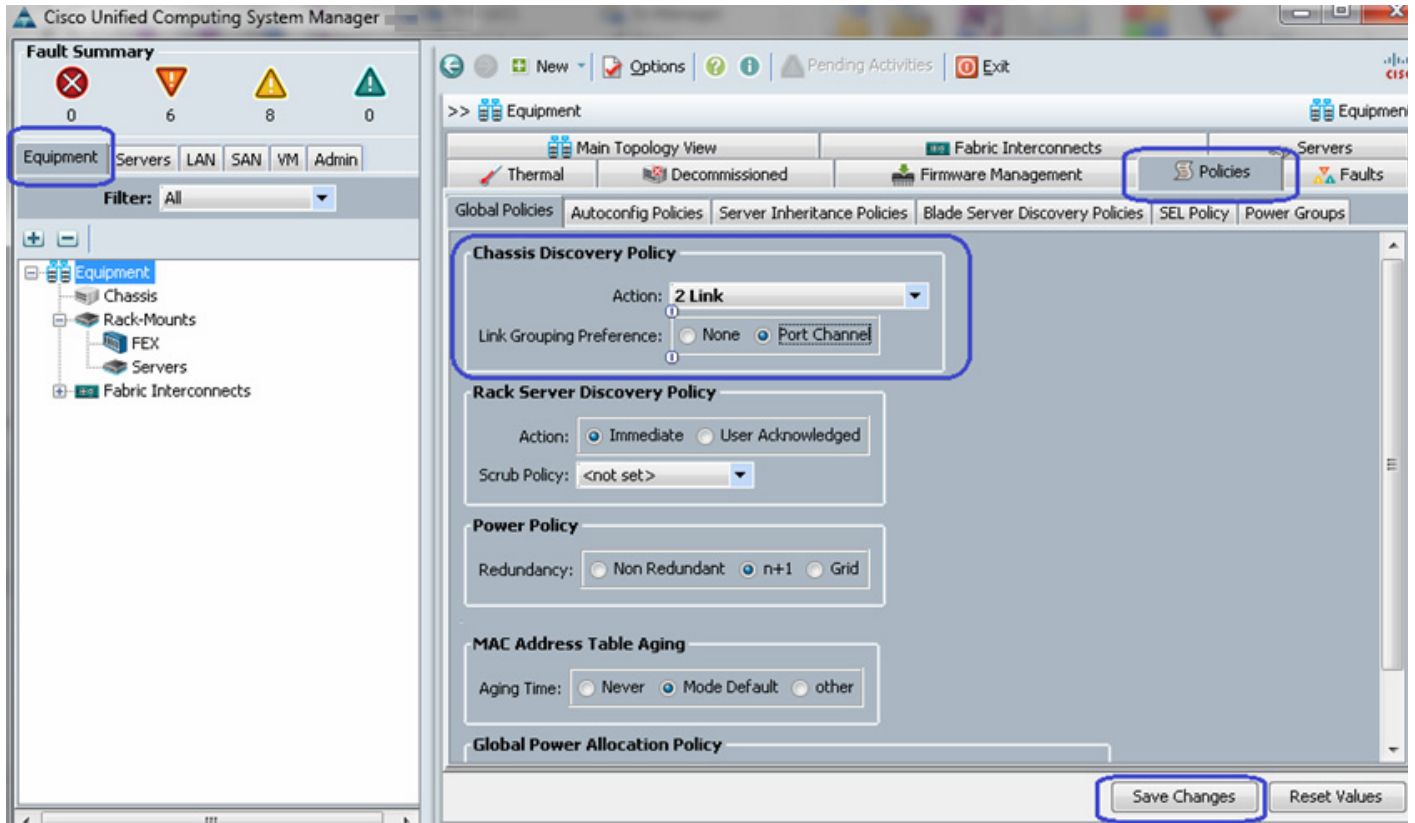 Cisco Unified Computing System Manager
Fault Summary
0 6 8 0
Equipment Servers LAN SAN VM Admin
Filter: All
Equipment
Chassis
Rack-Mounts
FEX
Servers
Fabric Interconnects
New Options Pending Activities Exit
>> Equipment Equipment
Main Topology View Fabric Interconnects Servers
Thermal Decommissioned Firmware Management Policies Faults
Global Policies Autoconfig Policies Server Inheritance Policies Blade Server Discovery Policies SEL Policy Power Groups
Chassis Discovery Policy
Action: 2 Link
Link Grouping Preference: None Port Channel
Rack Server Discovery Policy
Action: Immediate User Acknowledged
Scrub Policy: <not set>
Power Policy
Redundancy: Non Redundant n+1 Grid
MAC Address Table Aging
Aging Time: Never Mode Default other
Global Power Allocation Policy
Save Changes Reset Values